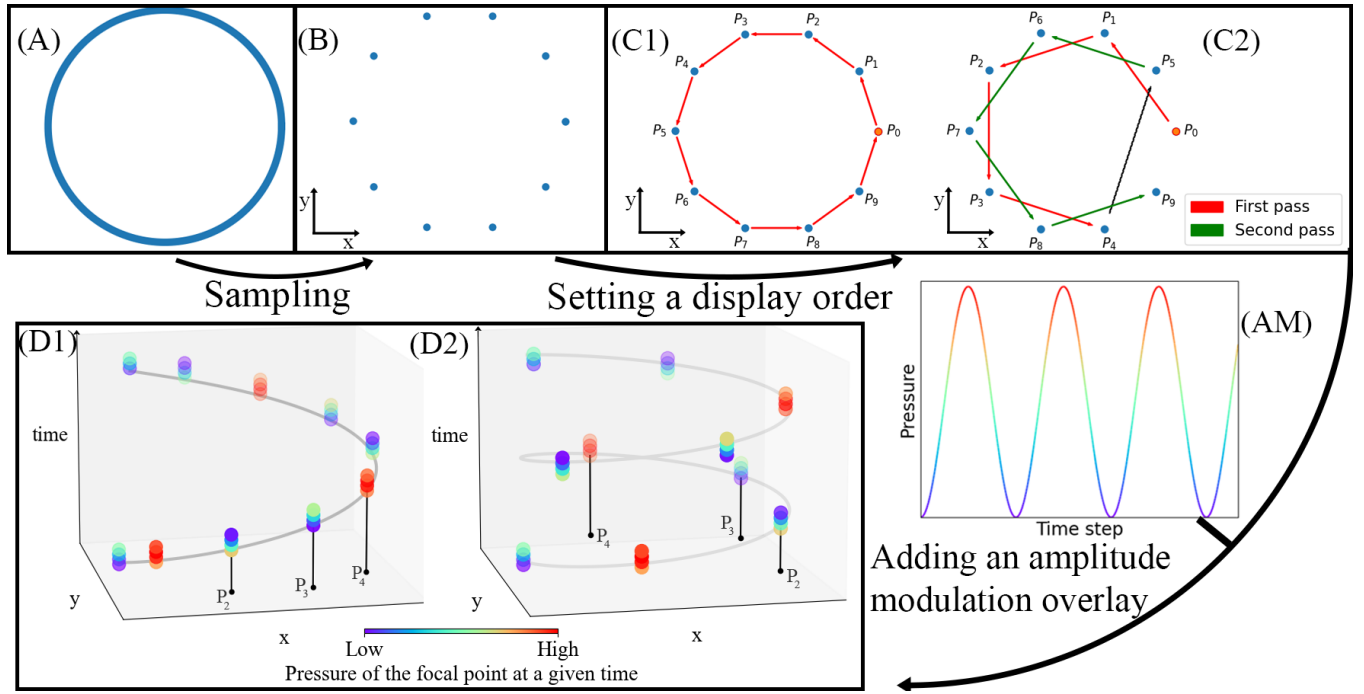 (A)
(B)
y
x
(C1)
P0
P1
P2
P3
P4
P5
P6
P7
P8
P9
y
x
(C2)
P0
P1
P2
P3
P4
P5
P6
P7
P8
P9
y
x
First pass
Second pass
Sampling
Setting a display order
(AM)
Pressure
Time step
Adding an amplitude
modulation overlay
(D1)
time
y
x
P2
P3
P4
(D2)
time
y
x
P4
P3
P2
Low
High
Pressure of the focal point at a given time